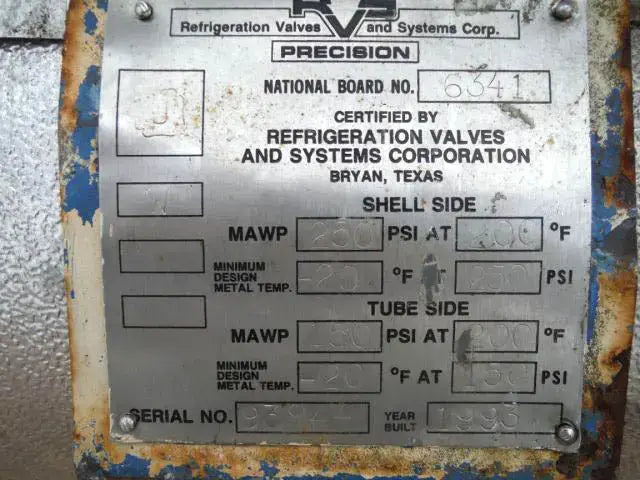 RVS
Refrigeration Valves and Systems Corp.
PRECISION
NATIONAL BOARD NO. 6341
CERTIFIED BY
REFRIGERATION VALVES
AND SYSTEMS CORPORATION
BRYAN, TEXAS
SHELL SIDE
MAWP 250 PSI AT 200 °F
MINIMUM DESIGN METAL TEMP. -20 °F AT 250 PSI
TUBE SIDE
MAWP 150 PSI AT 200 °F
MINIMUM DESIGN METAL TEMP. -20 °F AT 150 PSI
SERIAL NO. YEAR BUILT 1993